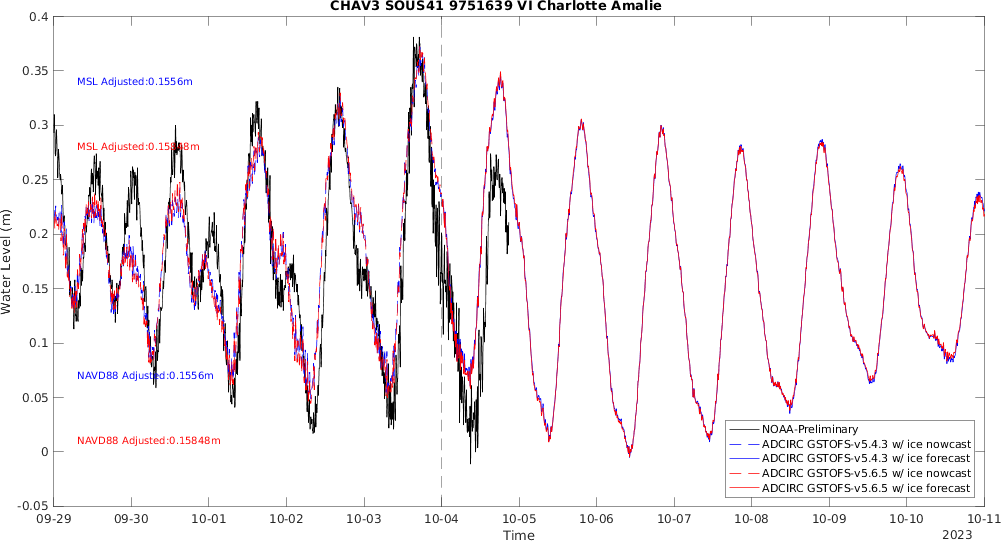 CHAV3 SOUS41 9751639 VI Charlotte Amalie
0.4
0.35
0.3
0.25
0.2
0.15
0.1
0.05
0
-0.05
Water Level (m)
MSL Adjusted:0.1556m
MSL Adjusted:0.15848m
NAVD88 Adjusted:0.1556m
NAVD88 Adjusted:0.15848m
NOAA-Preliminary
ADCIRC GSTOFS-v5.4.3 w/ ice nowcast
ADCIRC GSTOFS-v5.4.3 w/ ice forecast
ADCIRC GSTOFS-v5.6.5 w/ ice nowcast
ADCIRC GSTOFS-v5.6.5 w/ ice forecast
09-29 09-30 10-01 10-02 10-03 10-04 10-05 10-06 10-07 10-08 10-09 10-10 10-11
Time
2023